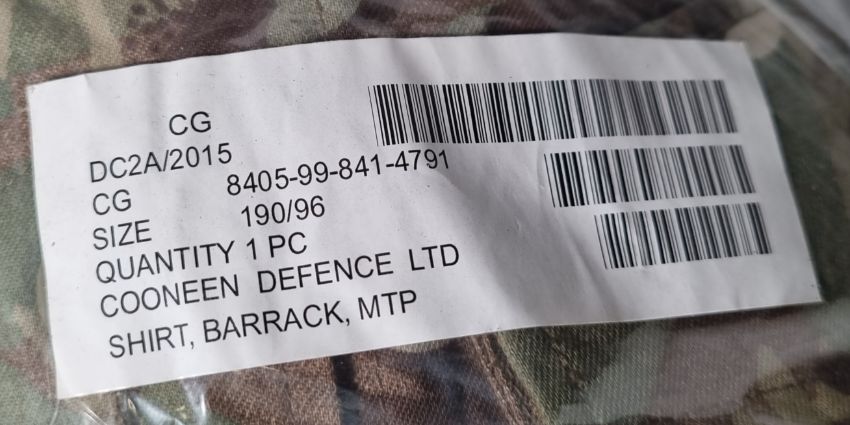 CG
DC2A/2015
CG 8405-99-841-4791
SIZE 190/96
QUANTITY 1 PC
COONEEN DEFENCE LTD
SHIRT, BARRACK, MTP